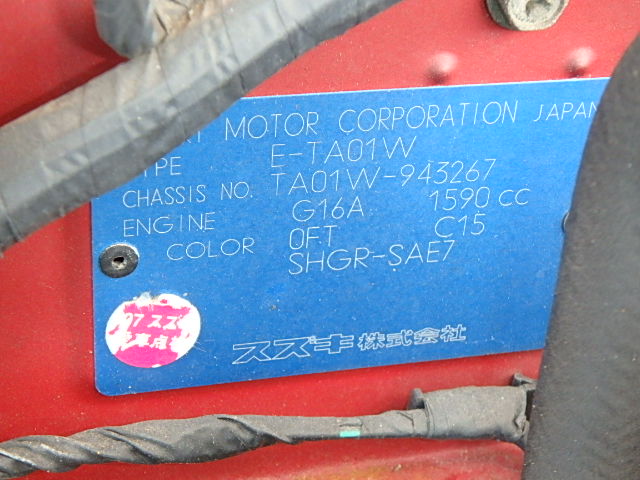 MOTOR CORPORATION JAPAN
TYPE E-TA01W
CHASSIS NO. TA01W-943267
ENGINE G16A 1590 cc
COLOR 0FT C15
SHGR-SAE7
スズキ株式会社